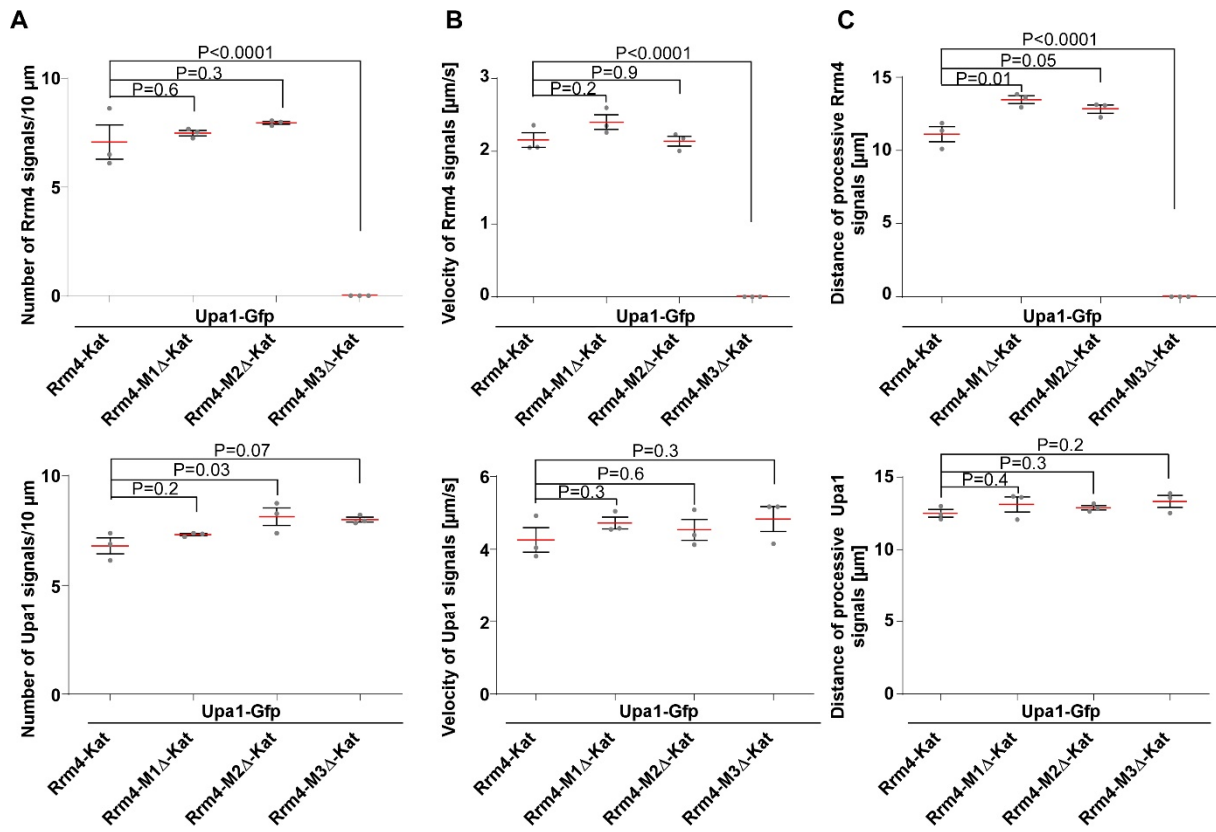 A
P<0.0001
P=0.3
P=0.6
10
5
0
Number of Rrm4 signals/10 µm
Upa1-Gfp
Rrm4-Kat
Rrm4-M1Δ-Kat
Rrm4-M2Δ-Kat
Rrm4-M3Δ-Kat
B
P<0.0001
P=0.9
P=0.2
3
2
1
0
Velocity of Rrm4 signals [µm/s]
Upa1-Gfp
Rrm4-Kat
Rrm4-M1Δ-Kat
Rrm4-M2Δ-Kat
Rrm4-M3Δ-Kat
C
P<0.0001
P=0.05
P=0.01
15
10
5
0
Distance of processive Rrm4
signals [µm]
Upa1-Gfp
Rrm4-Kat
Rrm4-M1Δ-Kat
Rrm4-M2Δ-Kat
Rrm4-M3Δ-Kat
P=0.07
P=0.03
P=0.2
10
5
0
Number of Upa1 signals/10 µm
Upa1-Gfp
Rrm4-Kat
Rrm4-M1Δ-Kat
Rrm4-M2Δ-Kat
Rrm4-M3Δ-Kat
P=0.3
P=0.6
P=0.3
6
4
2
0
Velocity of Upa1 signals [µm/s]
Upa1-Gfp
Rrm4-Kat
Rrm4-M1Δ-Kat
Rrm4-M2Δ-Kat
Rrm4-M3Δ-Kat
P=0.2
P=0.3
P=0.4
15
10
5
0
Distance of processive Upa1
signals [µm]
Upa1-Gfp
Rrm4-Kat
Rrm4-M1Δ-Kat
Rrm4-M2Δ-Kat
Rrm4-M3Δ-Kat